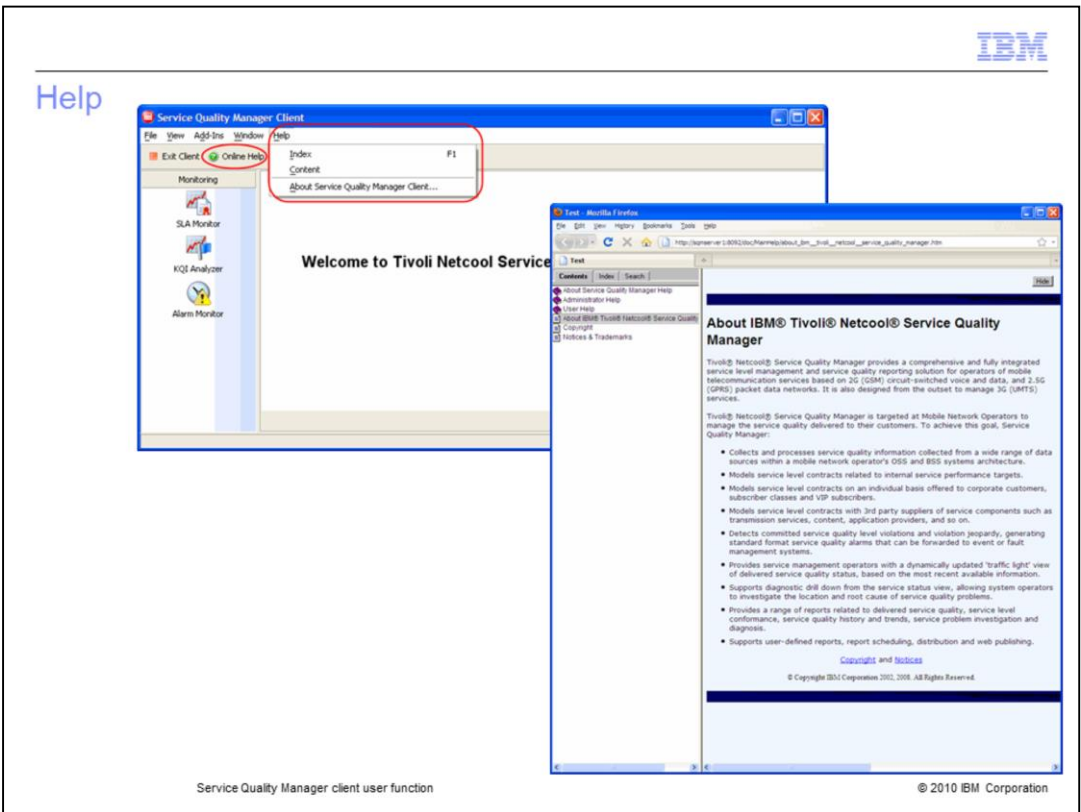 IBM
Help
Service Quality Manager Client
File View Add-Ins Window Help
Exit Client Online Help
Index F1
Content
About Service Quality Manager Client...
Monitoring
SLA Monitor
KQI Analyzer
Alarm Monitor
Welcome to Tivoli Netcool Service
Test - Mozilla Firefox
File Edit View History Bookmarks Tools Help
Test
Contents Index Search
Hide
About Service Quality Manager Help
Administrator Help
User Help
About IBM® Tivoli® Netcool® Service Quality
Copyright
Notices & Trademarks
About IBM® Tivoli® Netcool® Service Quality
Manager
Tivoli® Netcool® Service Quality Manager provides a comprehensive and fully integrated
service level management and service quality reporting solution for operators of mobile
telecommunication services based on 2G (GSM) circuit-switched voice and data, and 2.5G
(GPRS) packet data networks. It is also designed from the outset to manage 3G (UMTS)
services.
Tivoli® Netcool® Service Quality Manager is targeted at Mobile Network Operators to
manage the service quality delivered to their customers. To achieve this goal, Service
Quality Manager:
• Collects and processes service quality information collected from a wide range of data
sources within a mobile network operator's OSS and BSS systems architecture.
• Models service level contracts related to internal service performance targets.
• Models service level contracts on an individual basis offered to corporate customers,
subscriber classes and VIP subscribers.
• Models service level contracts with 3rd party suppliers of service components such as
transmission services, content, application providers, and so on.
• Detects committed service quality level violations and violation jeopardy, generating
standard format service quality alarms that can be forwarded to event or fault
management systems.
• Provides service management operators with a dynamically updated 'traffic light' view
of delivered service quality status, based on the most recent available information.
• Supports diagnostic drill down from the service status view, allowing system operators
to investigate the location and root cause of service quality problems.
• Provides a range of reports related to delivered service quality, service level
conformance, service quality history and trends, service problem investigation and
diagnosis.
• Supports user-defined reports, report scheduling, distribution and web publishing.
Copyright and Notices
© Copyright IBM Corporation 2002, 2008. All Rights Reserved.
Service Quality Manager client user function
© 2010 IBM Corporation